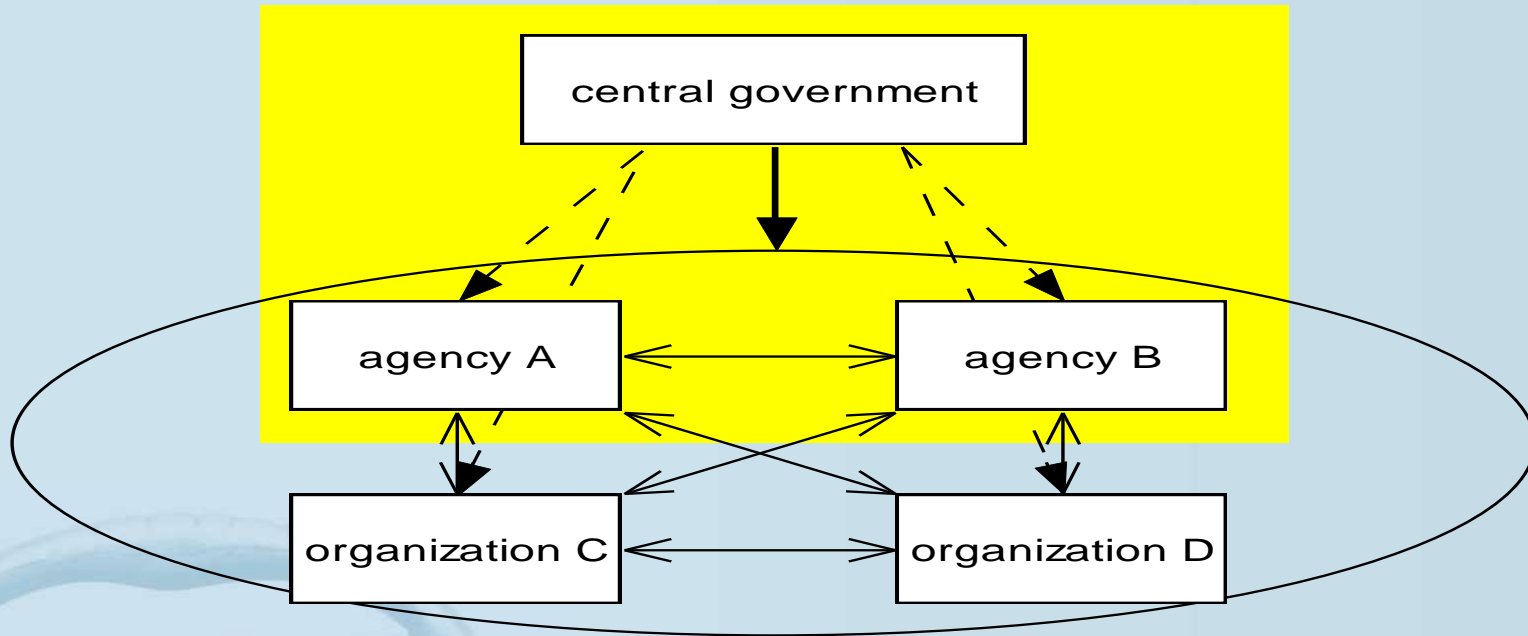 central government
agency A
agency B
organization C
organization D